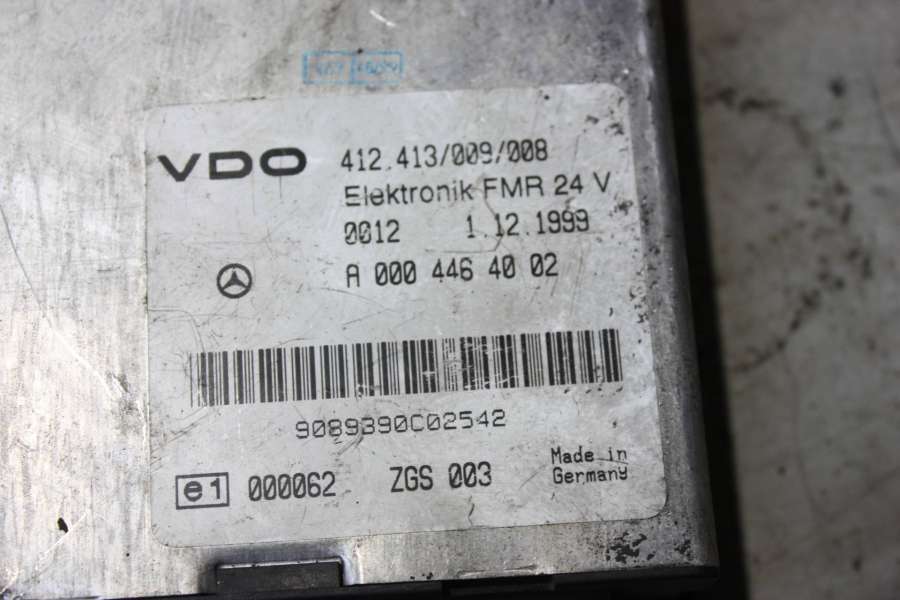 VDO 412.413/009/008
Elektronik FMR 24 V
0012 1.12.1999
A 000 446 40 02
9089390C02542
e1 000062 ZGS 003 Made in
Germany